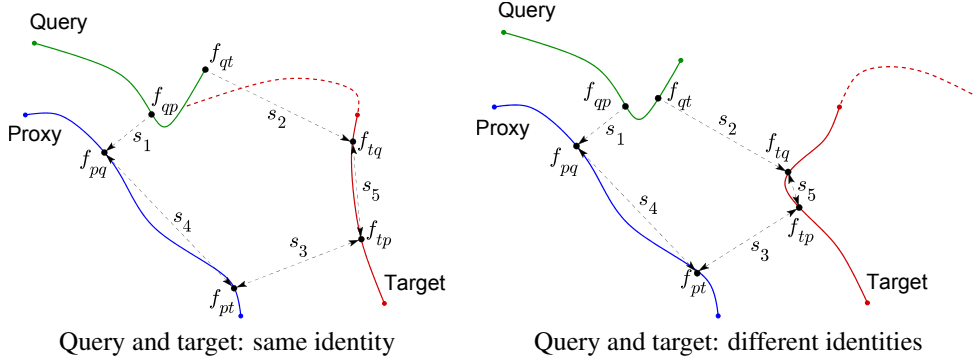 Query
f_qt
f_qp
s_2
Proxy
s_1
f_pq
f_tq
s_5
s_4
s_3
f_tp
f_pt
Target
Query and target: same identity
Query
f_qp
f_qt
Proxy
s_1
s_2
f_pq
f_tq
s_5
s_4
f_tp
s_3
f_pt
Target
Query and target: different identities